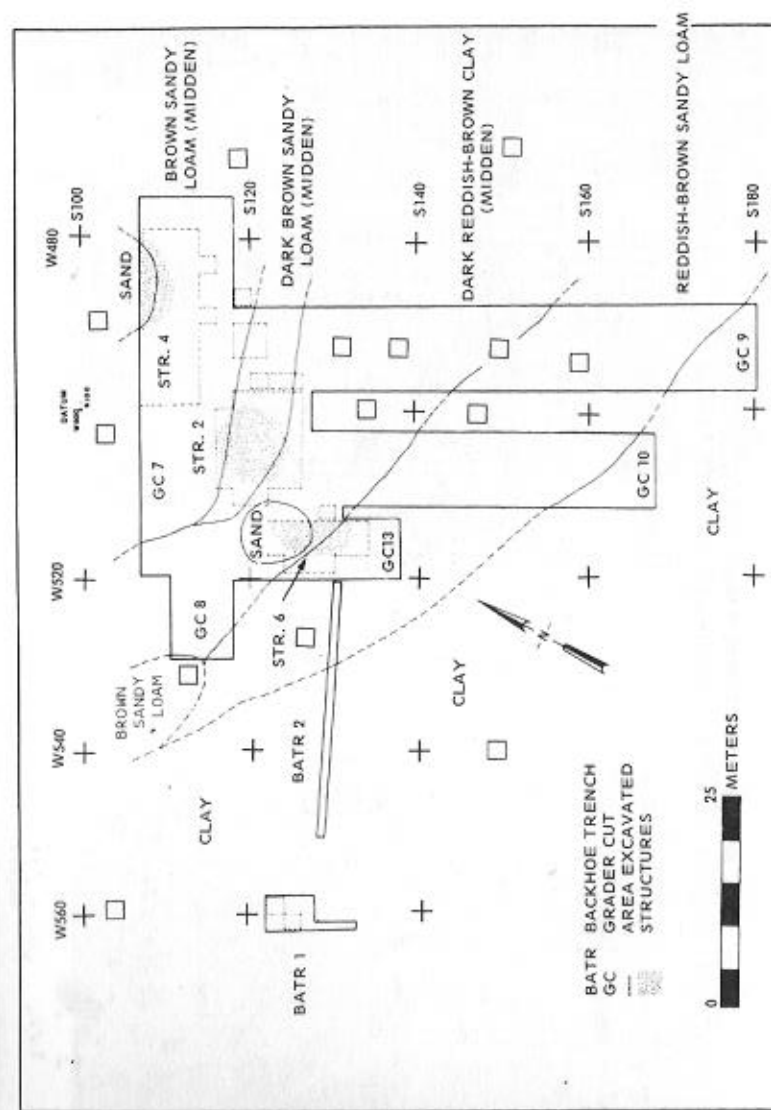 W560
W540
W520
W480
S100
DATUM
SAND
BROWN
SANDY
LOAM
GC 7
STR. 4
BROWN SANDY
LOAM (MIDDEN)
CLAY
GC 8
STR. 2
S120
SAND
DARK BROWN SANDY
LOAM (MIDDEN)
BATR 1
BATR 2
STR. 6
GC13
S140
CLAY
DARK REDDISH-BROWN CLAY
(MIDDEN)
S160
GC 10
REDDISH-BROWN SANDY LOAM
N
CLAY
GC 9
S180
BATR BACKHOE TRENCH
GC GRADER CUT
AREA EXCAVATED
STRUCTURES
0 25
METERS